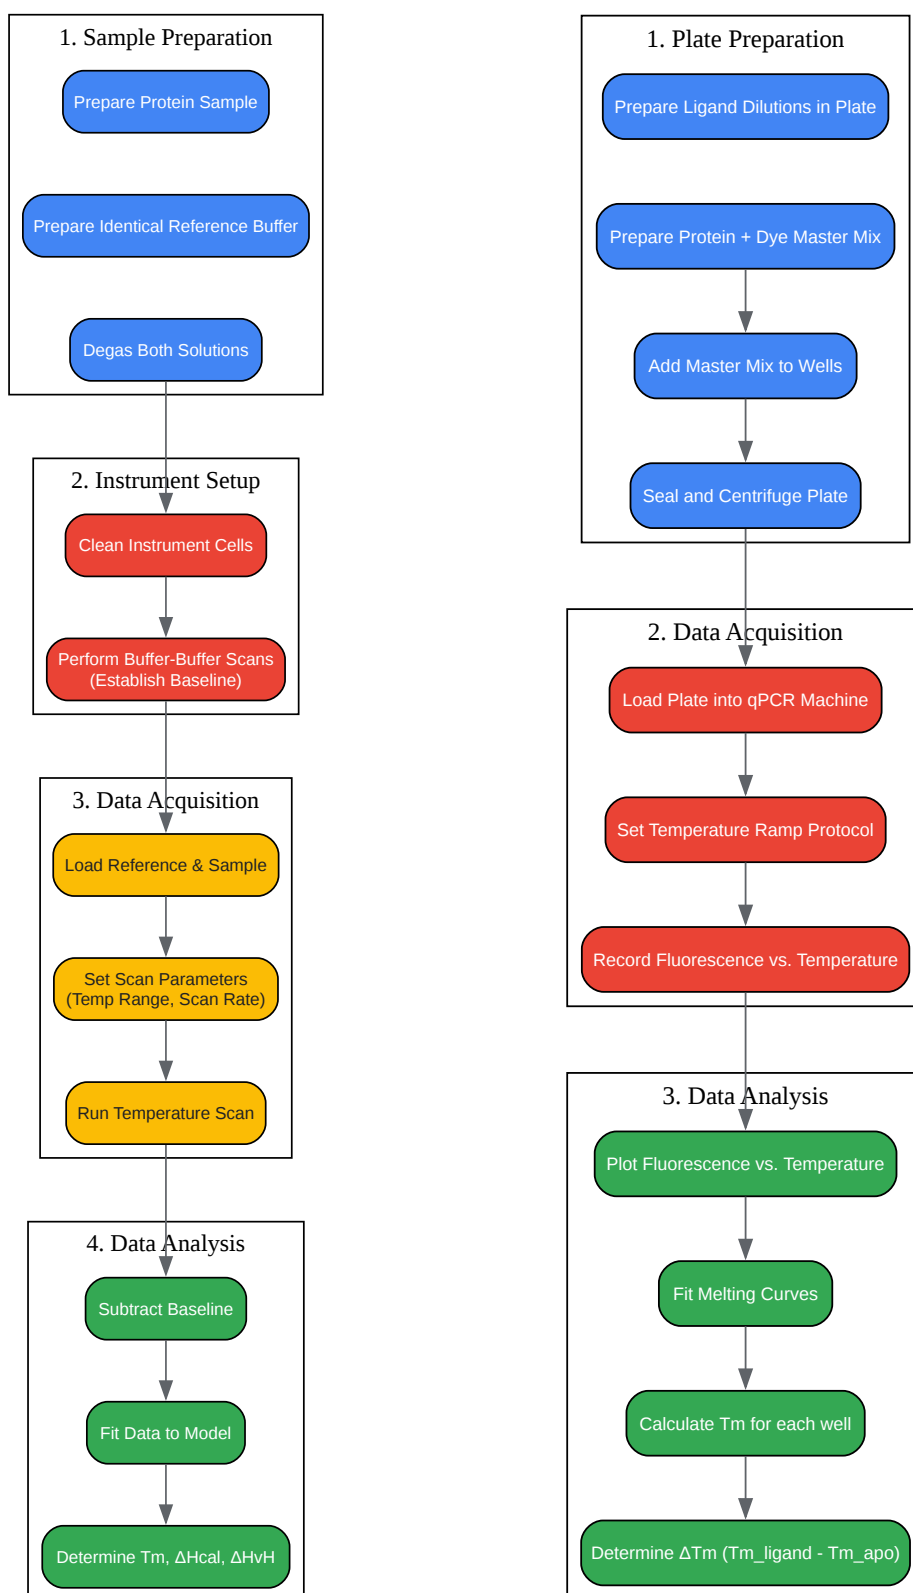 1. Sample Preparation
Prepare Protein Sample
Prepare Identical Reference Buffer
Degas Both Solutions
2. Instrument Setup
Clean Instrument Cells
Perform Buffer-Buffer Scans
(Establish Baseline)
3. Data Acquisition
Load Reference & Sample
Set Scan Parameters
(Temp Range, Scan Rate)
Run Temperature Scan
4. Data Analysis
Subtract Baseline
Fit Data to Model
Determine Tm, ΔHcal, ΔHvH
1. Plate Preparation
Prepare Ligand Dilutions in Plate
Prepare Protein + Dye Master Mix
Add Master Mix to Wells
Seal and Centrifuge Plate
2. Data Acquisition
Load Plate into qPCR Machine
Set Temperature Ramp Protocol
Record Fluorescence vs. Temperature
3. Data Analysis
Plot Fluorescence vs. Temperature
Fit Melting Curves
Calculate Tm for each well
Determine ΔTm (Tm_ligand - Tm_apo)